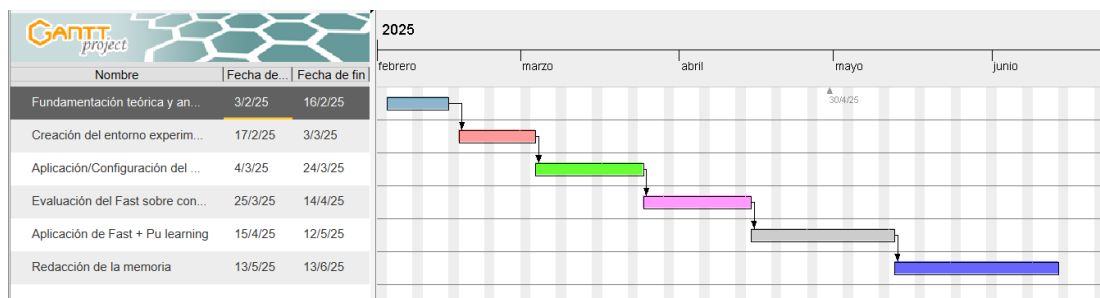 GANTT
project
2025
febrero marzo abril mayo junio
Nombre Fecha de... Fecha de fin
30/4/25
Fundamentación teórica y an... 3/2/25 16/2/25
Creación del entorno experim... 17/2/25 3/3/25
Aplicación/Configuración del ... 4/3/25 24/3/25
Evaluación del Fast sobre con... 25/3/25 14/4/25
Aplicación de Fast + Pu learning 15/4/25 12/5/25
Redacción de la memoria 13/5/25 13/6/25